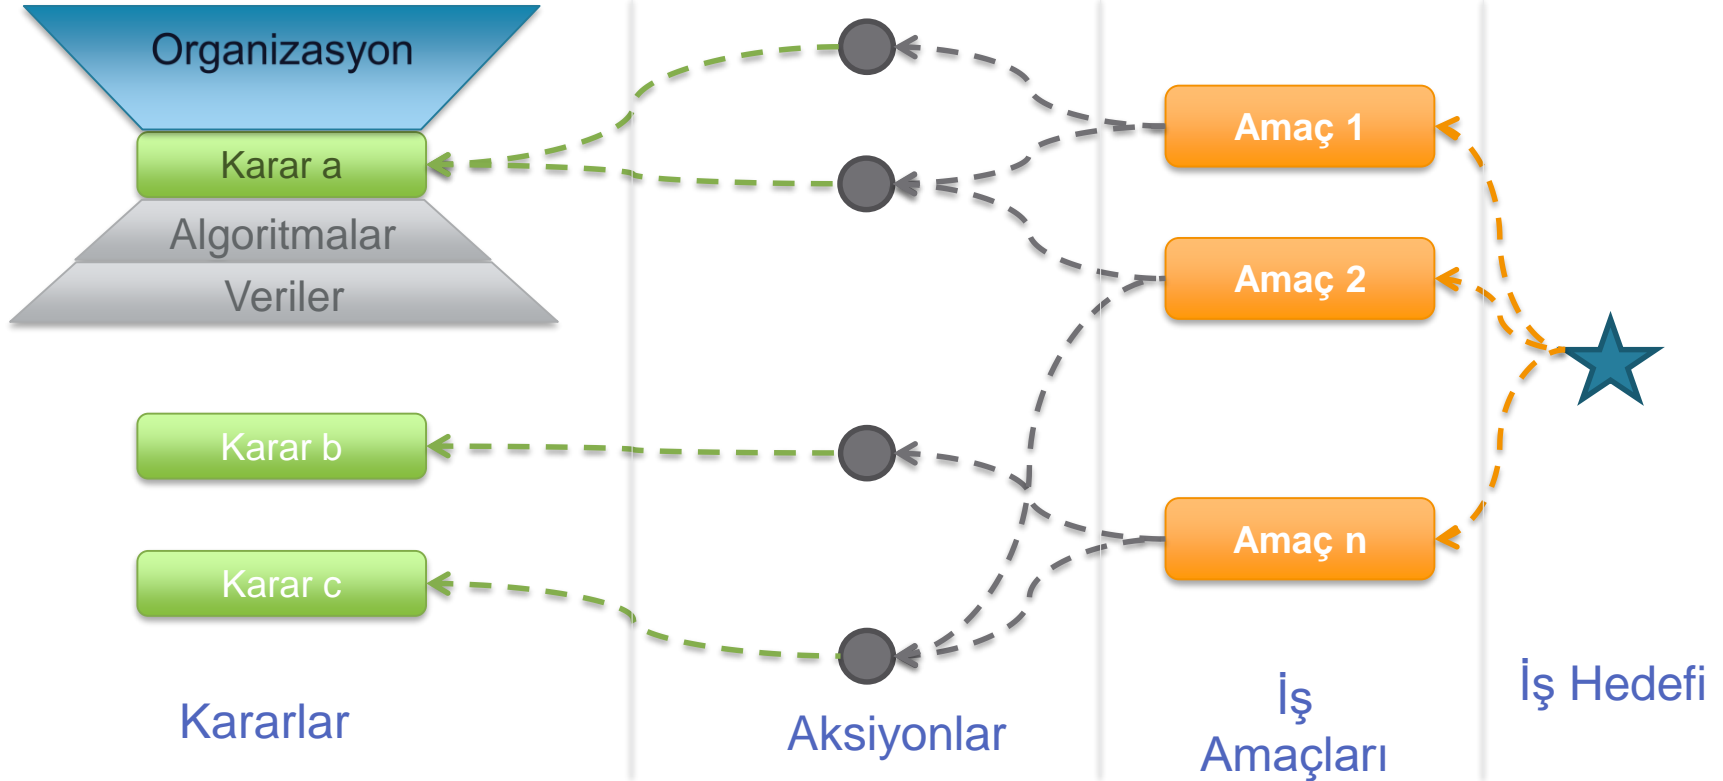 Organizasyon
Karar a
Algoritmalar
Veriler
Karar b
Karar c
Kararlar
Aksiyonlar
Amaç 1
Amaç 2
Amaç n
İş
Amaçları
İş Hedefi